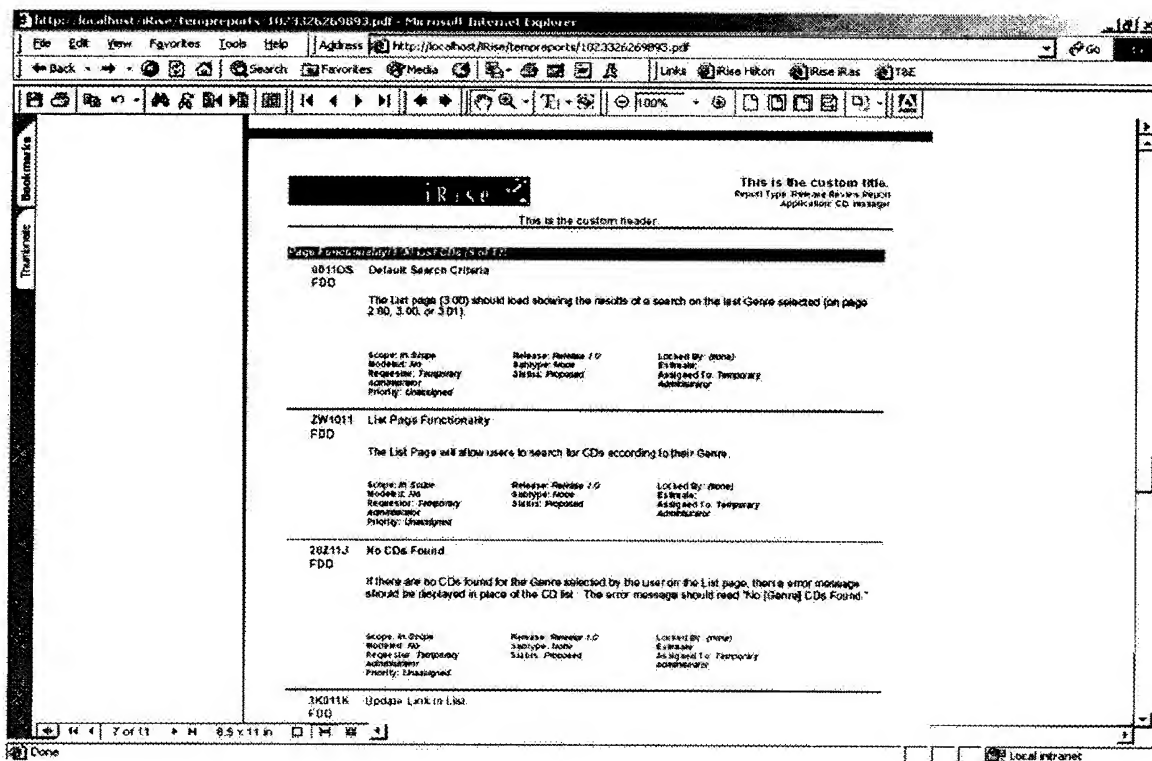 http://localhost/iRise/tempreports/1023326269893.pdf - Microsoft Internet Explorer
File Edit View Favorites Tools Help Address http://localhost/iRise/tempreports/1023326269893.pdf Go
Back Search Favorites Media Links iRise Hilton iRise iRas T&E
100%
Bookmarks
Thumbnails
iRise
This is the custom title.
Report Type: Release Review Report
Application: CD manager
This is the custom header.
Page Functionality: 3.00 List CDs
Default Search Criteria
FDD
The List page (3.00) should load showing the results of a search on the last Genre selected (on page
2.00, 3.00, or 3.01).
Scope: In Scope Release: Release 1.0 Locked By: (none)
Modeled: No Subtype: None Estimate:
Requestor: Temporary Status: Proposed Assigned To: Temporary
Administrator Administrator
Priority: Unassigned
ZW1011 List Page Functionality
FDD
The List Page will allow users to search for CDs according to their Genre.
Scope: In Scope Release: Release 1.0 Locked By: (none)
Modeled: No Subtype: None Estimate:
Requestor: Temporary Status: Proposed Assigned To: Temporary
Administrator Administrator
Priority: Unassigned
28Z11J No CDs Found
FDD
If there are no CDs found for the Genre selected by the user on the List page, then a error message
should be displayed in place of the CD list. The error message should read "No [Genre] CDs Found."
Scope: In Scope Release: Release 1.0 Locked By: (none)
Modeled: No Subtype: None Estimate:
Requestor: Temporary Status: Proposed Assigned To: Temporary
Administrator Administrator
Priority: Unassigned
3K011K Update Link in List
FDD
7 of 11 8.5 x 11 in
Done Local intranet